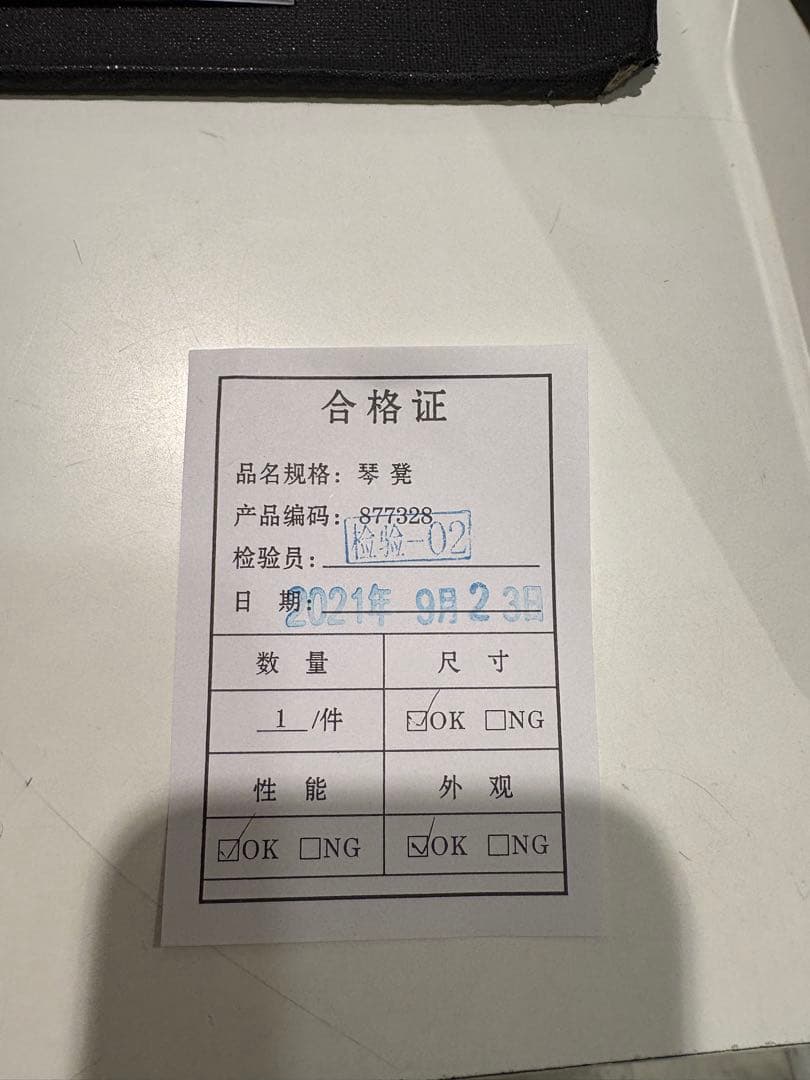 合格证
品名规格：琴 凳
产品编码：877328
检验员：检验-02
日 期：2021年 9月23日
数 量 尺 寸
1 /件 ☑OK □NG
性 能 外 观
☑OK □NG ☑OK □NG